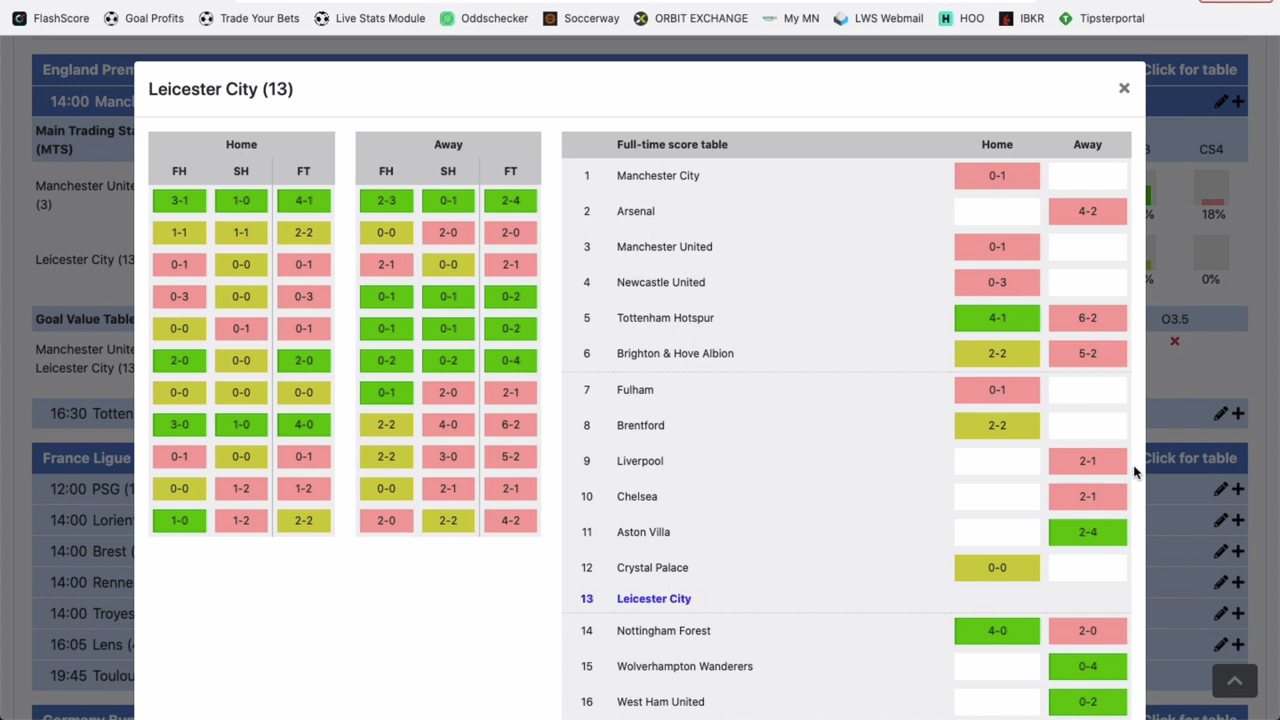 FlashScore Goal Profits Trade Your Bets Live Stats Module Oddschecker Soccerway ORBIT EXCHANGE My MN LWS Webmail HOO IBKR Tipsterportal
England Prem Click for table
14:00 Manc
Leicester City (13) ×
Main Trading Sta
(MTS) CS4
Home Away Full-time score table Home Away
FH SH FT FH SH FT
1 Manchester City 0-1
3-1 1-0 4-1 2-3 0-1 2-4
Manchester Unite
(3) 18%
2 Arsenal 4-2
1-1 1-1 2-2 0-0 2-0 2-0
3 Manchester United 0-1
Leicester City (13
0-1 0-0 0-1 2-1 0-0 2-1
0%
4 Newcastle United 0-3
0-3 0-0 0-3 0-1 0-1 0-2
Goal Value Table O3.5
5 Tottenham Hotspur 4-1 6-2
0-0 0-1 0-1 0-1 0-1 0-2
Manchester Unite
6 Brighton & Hove Albion 2-2 5-2
2-0 0-0 2-0 0-2 0-2 0-4
Leicester City (13
7 Fulham 0-1
0-0 0-0 0-0 0-1 2-0 2-1
16:30 Totten
8 Brentford 2-2
3-0 1-0 4-0 2-2 4-0 6-2
France Ligue Click for table
9 Liverpool 2-1
0-1 0-0 0-1 2-2 3-0 5-2
12:00 PSG (1
10 Chelsea 2-1
0-0 1-2 1-2 0-0 2-1 2-1
14:00 Lorien
11 Aston Villa 2-4
1-0 1-2 2-2 2-0 2-2 4-2
14:00 Brest (
12 Crystal Palace 0-0
14:00 Renne
13 Leicester City
14:00 Troyes
14 Nottingham Forest 4-0 2-0
16:05 Lens (
15 Wolverhampton Wanderers 0-4
19:45 Toulou
16 West Ham United 0-2